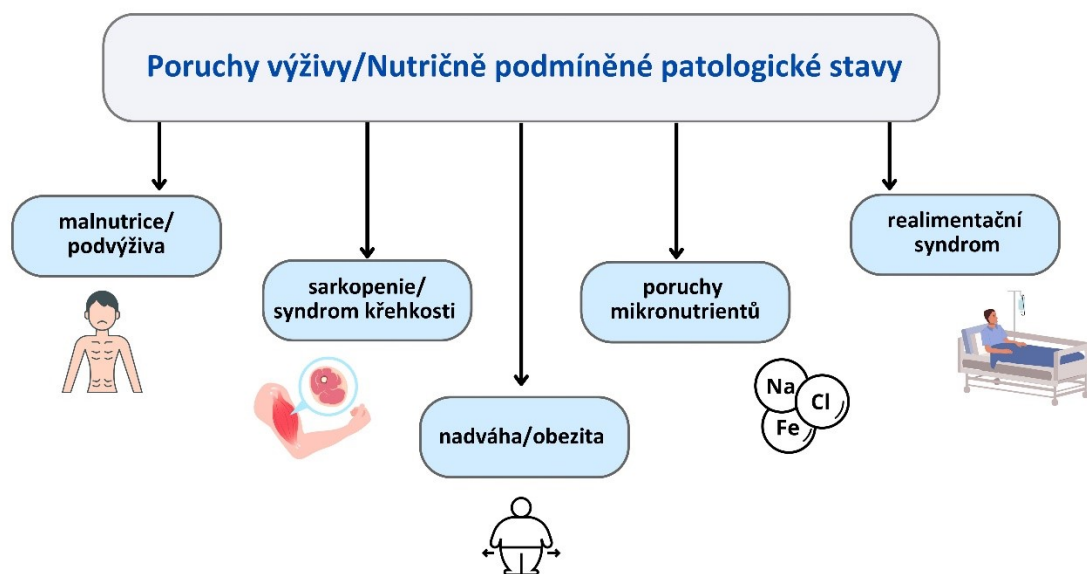 Poruchy výživy/Nutričně podmíněné patologické stavy
malnutrice/
podvýživa
sarkopenie/
syndrom křehkosti
nadváha/obezita
poruchy
mikronutrientů
realimentační
syndrom
Na
Cl
Fe